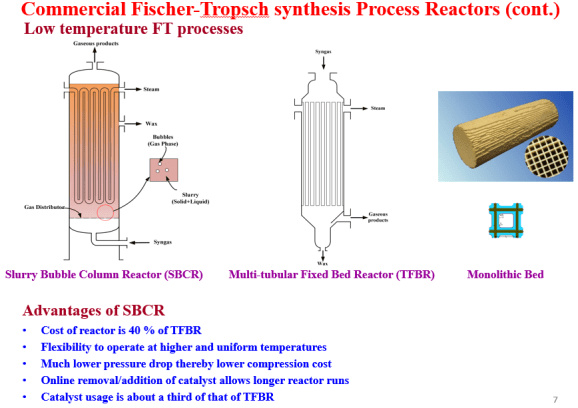 Commercial Fischer-Tropsch synthesis Process Reactors (cont.)
Low temperature FT processes
Gaseous products
Steam
Wax
Bubbles
(Gas Phase)
Slurry
(Solid+Liquid)
Gas Distributor
Syngas
Syngas
Steam
Gaseous
products
Wax
Slurry Bubble Column Reactor (SBCR)
Multi-tubular Fixed Bed Reactor (TFBR)
Monolithic Bed
Advantages of SBCR
• Cost of reactor is 40 % of TFBR
• Flexibility to operate at higher and uniform temperatures
• Much lower pressure drop thereby lower compression cost
• Online removal/addition of catalyst allows longer reactor runs
• Catalyst usage is about a third of that of TFBR
7